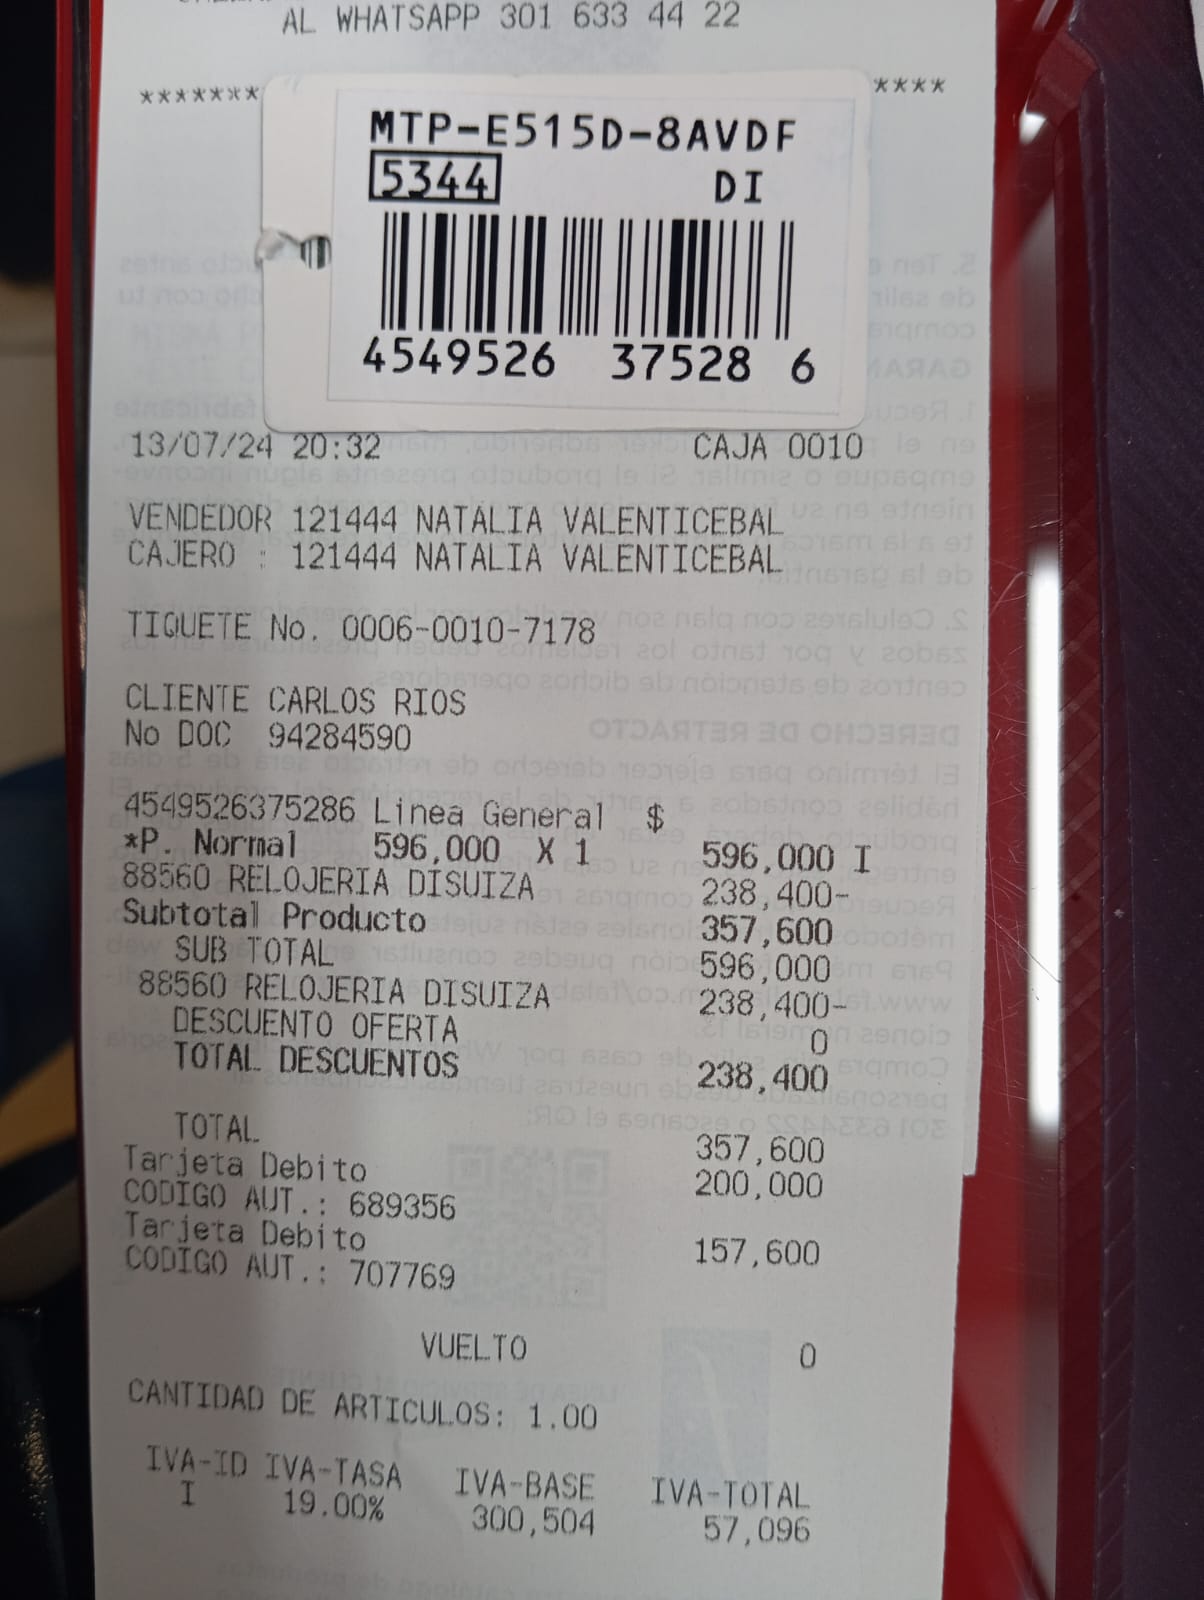 AL WHATSAPP 301 633 44 22
******* ****
MTP-E515D-8AVDF
5344 DI
4549526 37528 6
13/07/24 20:32 CAJA 0010
VENDEDOR 121444 NATALIA VALENTICEBAL
CAJERO : 121444 NATALIA VALENTICEBAL
TIQUETE No. 0006-0010-7178
CLIENTE CARLOS RIOS
No DOC 94284590
4549526375286 Linea General $
*P. Normal 596,000 X 1 596,000 I
88560 RELOJERIA DISUIZA 238,400-
Subtotal Producto 357,600
SUB TOTAL 596,000
88560 RELOJERIA DISUIZA 238,400-
DESCUENTO OFERTA 0
TOTAL DESCUENTOS 238,400
TOTAL 357,600
Tarjeta Debito 200,000
CODIGO AUT.: 689356
Tarjeta Debito 157,600
CODIGO AUT.: 707769
VUELTO 0
CANTIDAD DE ARTICULOS: 1.00
IVA-ID IVA-TASA IVA-BASE IVA-TOTAL
I 19.00% 300,504 57,096